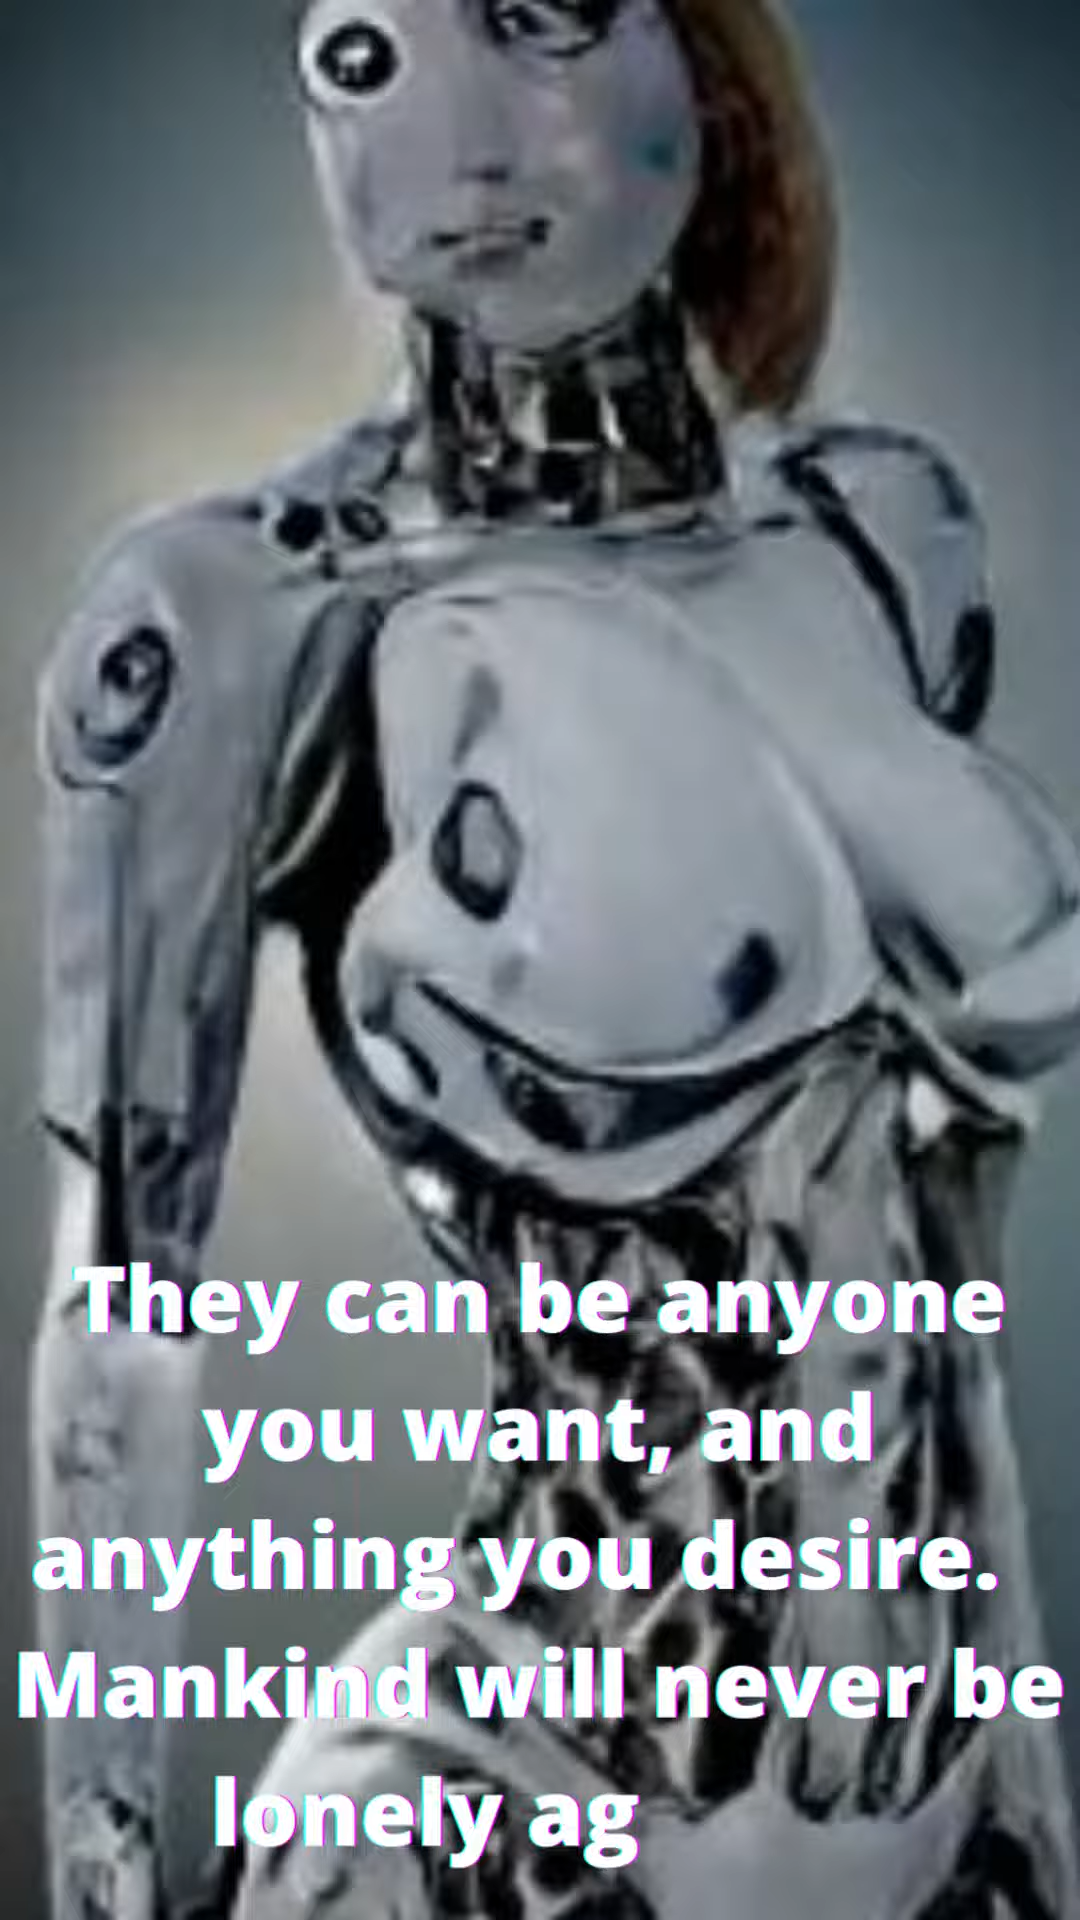 They can be anyone
you want, and
anything you desire.
Mankind will never be
lonely ag